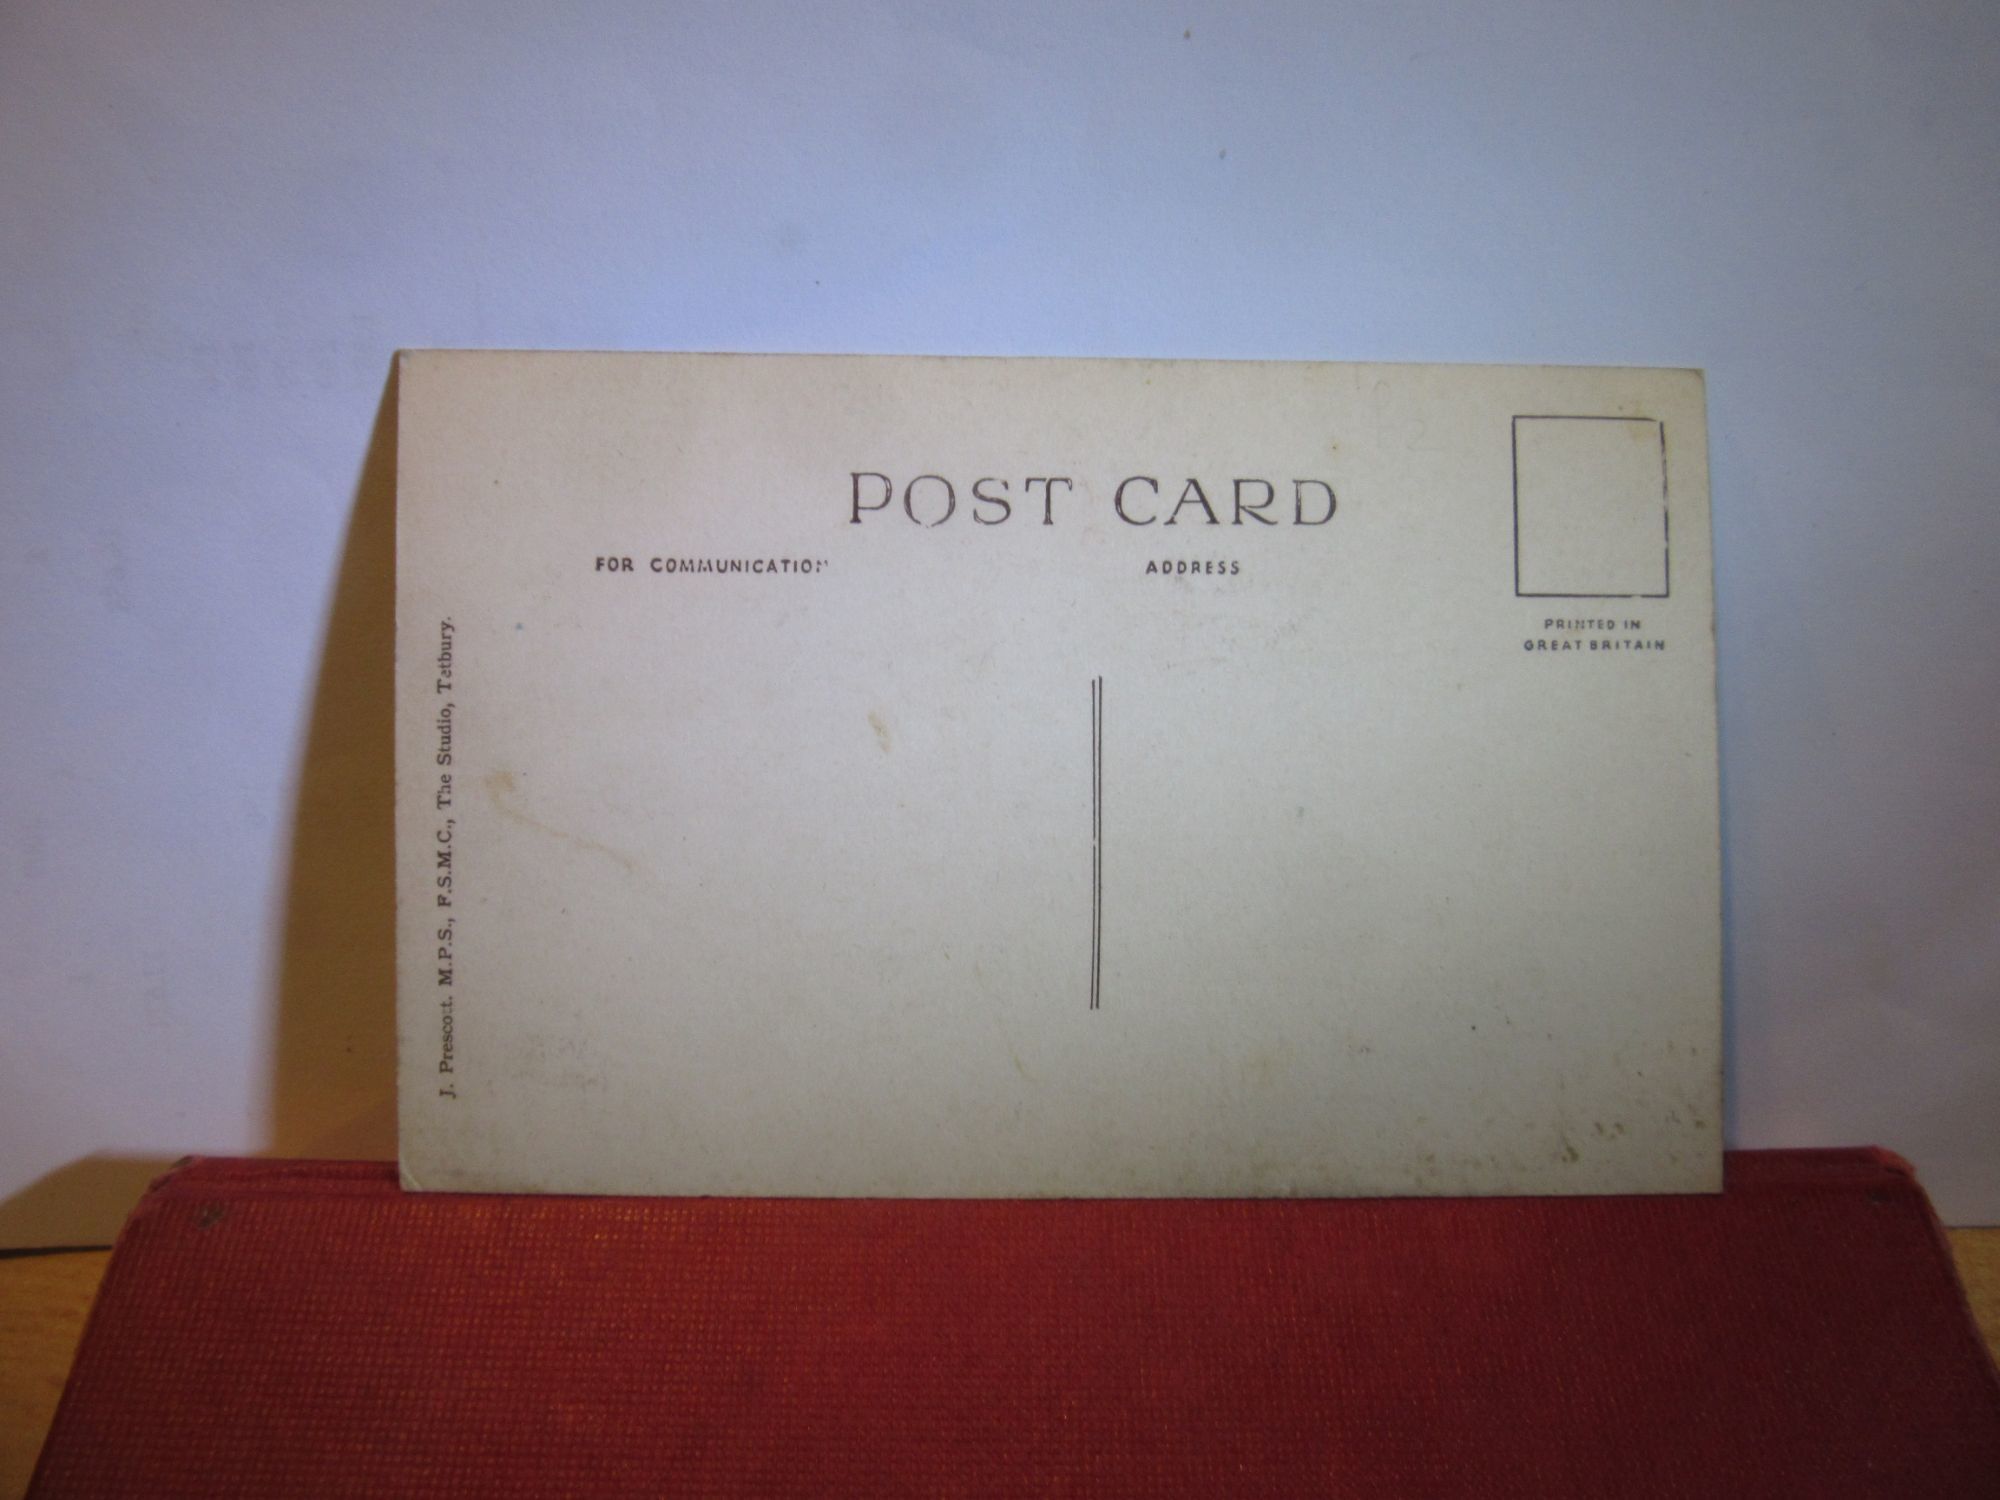 POST CARD
FOR COMMUNICATION
ADDRESS
PRINTED IN
GREAT BRITAIN
J. Prescott. M.P.S., F.S.M.C., The Studio, Tetbury.